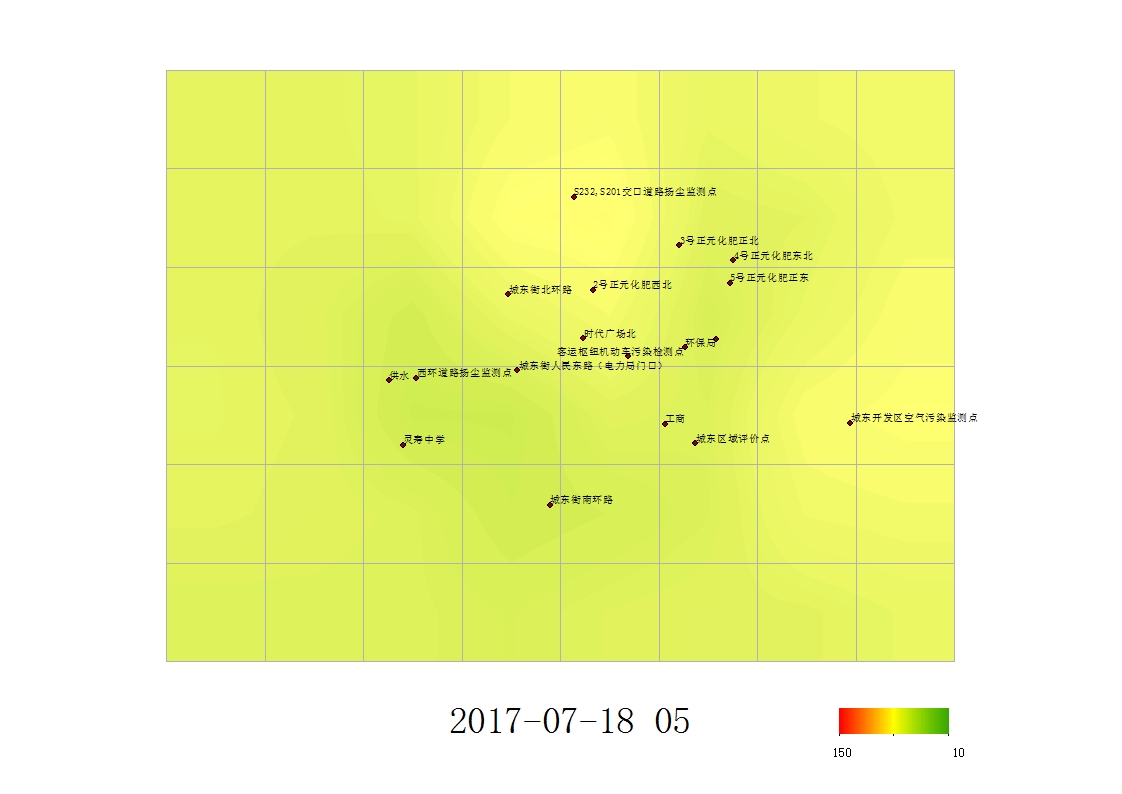 S232,S201交口道路扬尘监测点
3号正元化肥正北
4号正元化肥东北
5号正元化肥正东
2号正元化肥西北
城东街北环路
时代广场北
环保局
客运枢纽机动车污染检测点
城东街人民东路（电力局门口）
西环道路扬尘监测点
供水
工商
城东开发区空气污染监测点
城东区域评价点
灵寿中学
城东街南环路
2017-07-18 05
150
10